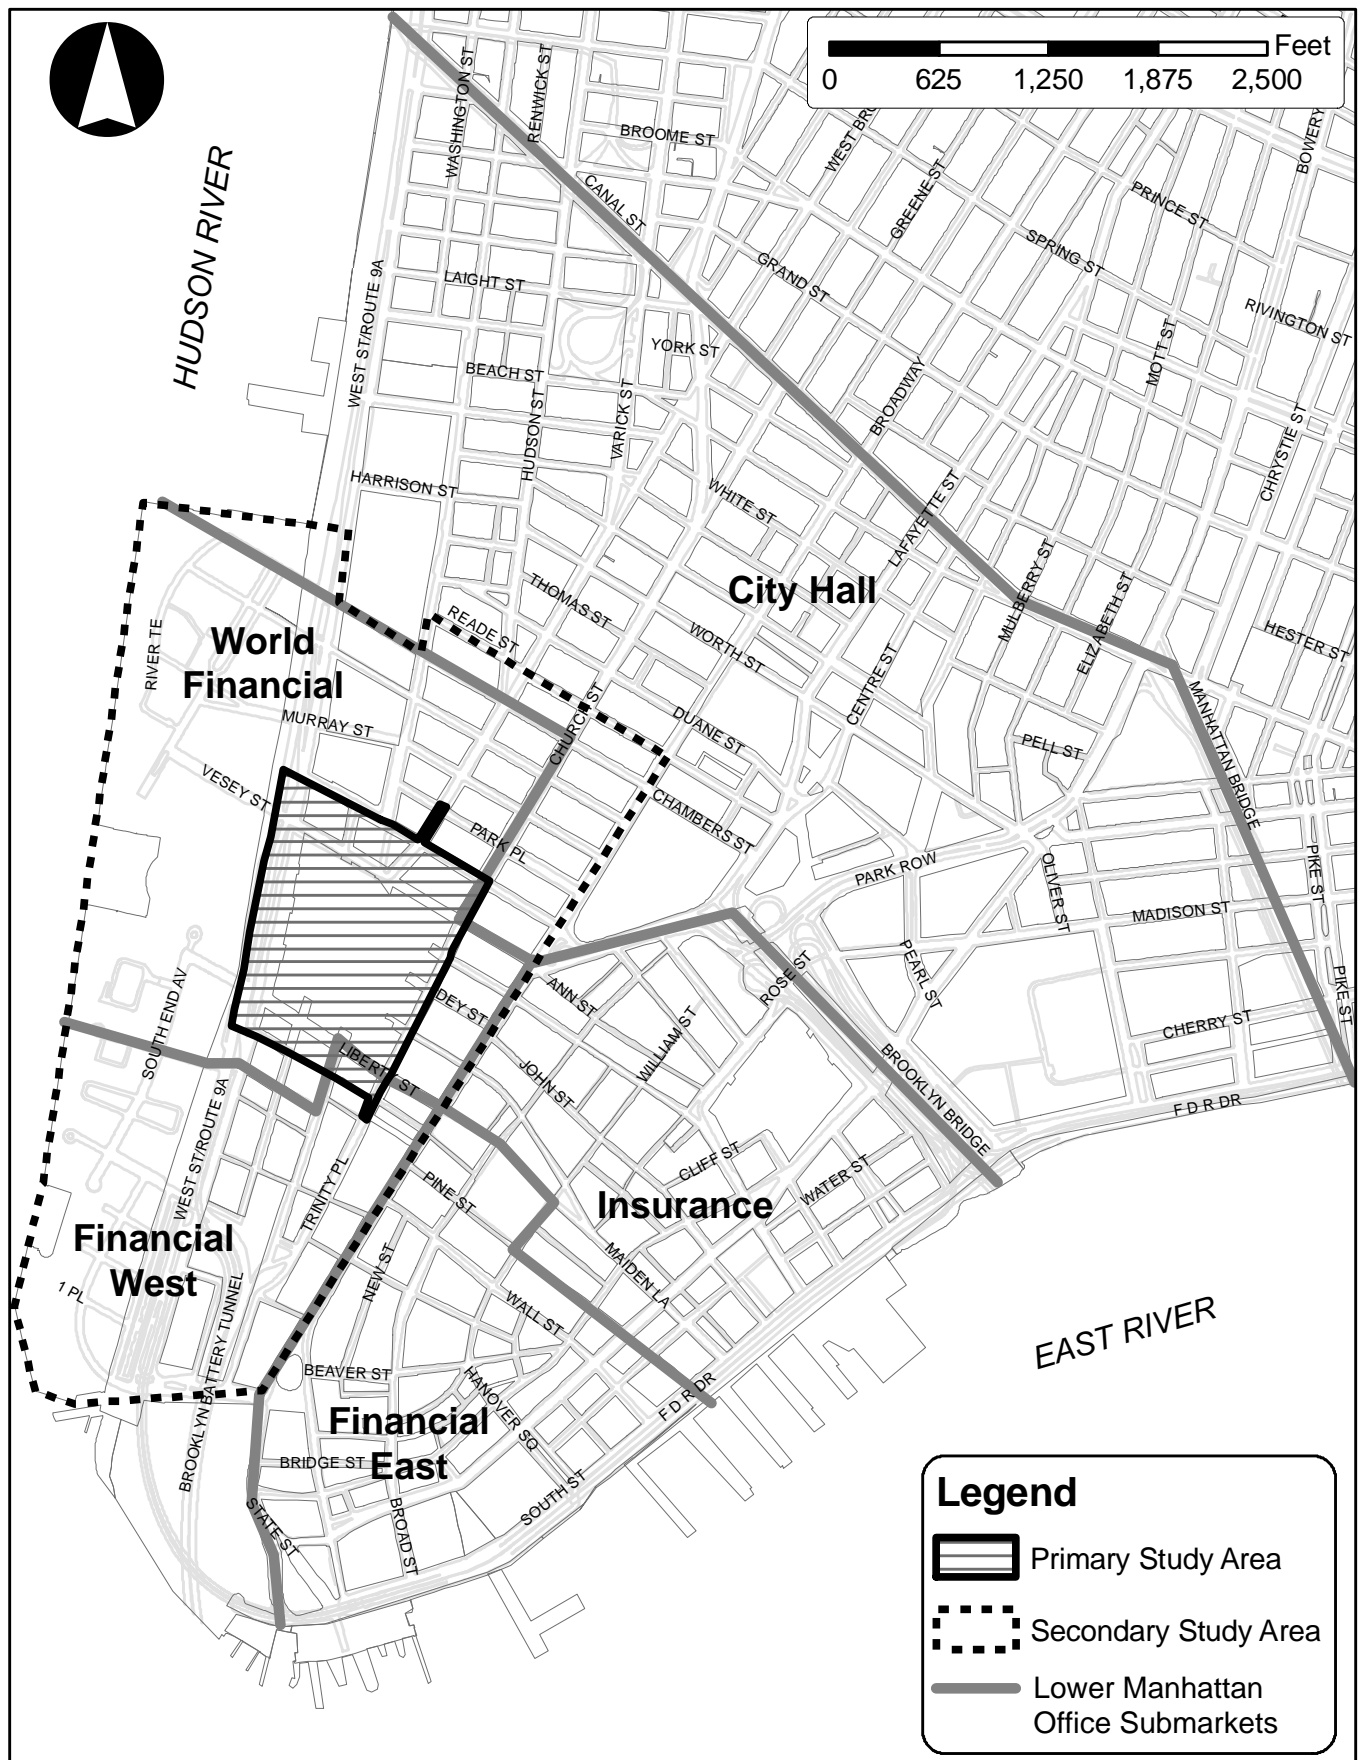 Feet
0 625 1,250 1,875 2,500
WASHINGTON ST
RENWICK ST
BROOME ST
WEST BRO
GREENE ST
BOWERY
PRINCE ST
HUDSON RIVER
CANAL ST
SPRING ST
GRAND ST
LAIGHT ST
WEST ST/ROUTE 9A
RIVINGTON ST
YORK ST
MOTT ST
BEACH ST
BROADWAY
HUDSON ST
VARICK ST
CHRYSTIE ST
HARRISON ST
WHITE ST
LAFAYETTE ST
City Hall
MULBERRY ST
ELIZABETH ST
THOMAS ST
READE ST
WORTH ST
HESTER ST
World
Financial
RIVER TE
CENTRE ST
MURRAY ST
CHURCH ST
DUANE ST
PELL ST
MANHATTAN BRIDGE
VESEY ST
CHAMBERS ST
PARK PL
PARK ROW
OLIVER ST
PIKE ST
MADISON ST
SOUTH END AV
DEY ST
ANN ST
ROSE ST
PEARL ST
PIKE ST
CHERRY ST
LIBERTY ST
WILLIAM ST
JOHN ST
BROOKLYN BRIDGE
F D R DR
WEST ST/ROUTE 9A
TRINITY PL
PINE ST
CLIFF ST
WATER ST
Insurance
Financial
West
1 PL
NEW ST
MAIDEN LA
WALL ST
EAST RIVER
BROOKLYN BATTERY TUNNEL
BEAVER ST
HANOVER SQ
F D R DR
Financial
East
BRIDGE ST
STATE ST
BROAD ST
SOUTH ST
Legend
Primary Study Area
Secondary Study Area
Lower Manhattan
Office Submarkets